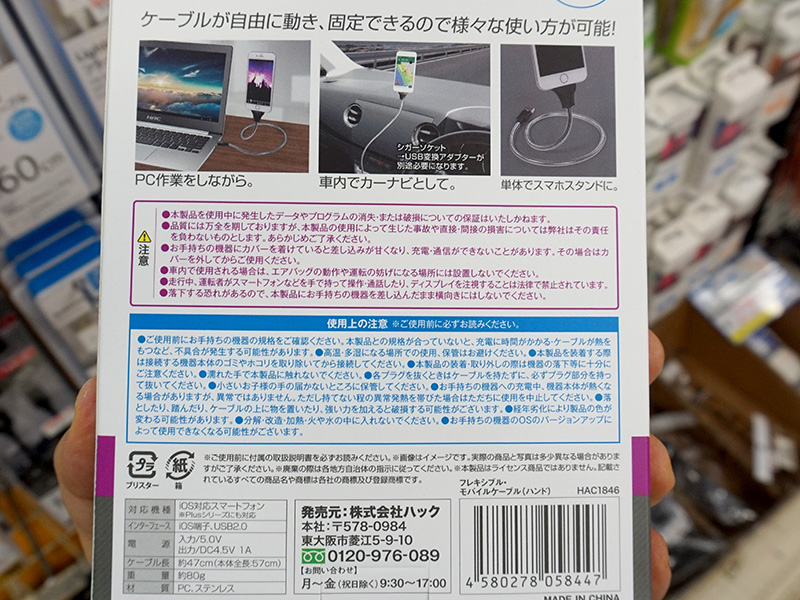 ケーブルが自由に動き、固定できるので様々な使い方が可能!
シガーソケット
→USB変換アダプターが
別途必要になります。
PC作業をしながら。
車内でカーナビとして。
単体でスマホスタンドに。
注意
●本製品を使用中に発生したデータやプログラムの消失・または破損についての保証はいたしかねます。
●品質には万全を期しておりますが、本製品の使用によって生じた事故や直接・間接の損害については弊社はその責任を負わないものとします。あらかじめご了承ください。
●お手持ちの機器にカバーを着けていると差し込みが甘くなり、充電・通信ができないことがあります。その場合はカバーを外してからご使用ください。
●車内で使用される場合は、エアバッグの動作や運転の妨げになる場所には設置しないでください。
●走行中、運転者がスマートフォンなどを手で持って操作・通話したり、ディスプレイを注視することは法律で禁止されています。
●落下する恐れがあるので、本製品にお手持ちの機器を差し込んだまま横向きにはしないでください。
使用上の注意 ※ご使用前に必ずお読みください。
●ご使用前にお手持ちの機器の規格をご確認ください。本製品との規格が合っていないと、充電に時間がかかる・ケーブルが熱を
もつなど、不具合が発生する可能性があります。●高温・多湿になる場所での使用、保管はお避けください。●本製品を装着する際
は接続する機器本体のゴミやホコリを取り除いてから接続してください。●本製品の装着・取り外しの際は機器の落下等に十分に
ご注意ください。●濡れた手で本製品に触れないでください。●各プラグを抜くときはケーブルを持たずに、必ずプラグ部分を持っ
て抜いてください。●小さいお子様の手の届かないところに保管してください。●お手持ちの機器への充電中、機器本体が熱くな
る場合がありますが、異常ではありません。ただし持てない程の異常発熱を帯びた場合はただちに使用を中止してください。●落
としたり、踏んだり、ケーブルの上に物を置いたり、強い力を加えると破損する可能性がございます。●経年劣化により製品の色が
変わる可能性があります。●分解・改造・加熱・火や水の中に入れないでください。●お手持ちの機器のOSのバージョンアップに
よって使用できなくなる可能性がございます。
プラ
ブリスター
紙
箱
※ご使用前に付属の取扱説明書を必ずお読みください。※画像はイメージです。実際の商品と写真は多少異なる場合があります
がご了承ください。※廃棄の際は各地方自治体の指示に従ってください。※本製品はライセンス商品ではありません。記載され
ているすべての商品名や商標は各社の商標及び登録商標です。
対応機種 iOS対応スマートフォン
※Plusシリーズにも対応
インターフェース iOS端子、USB2.0
電源 入力/5.0V
出力/DC4.5V 1A
ケーブル長 約47cm(本体全長:57cm)
重量 約80g
材質 PC、ステンレス
発売元:株式会社ハック
本社:〒578-0984
東大阪市菱江5-9-10
0120-976-089
【お問い合わせ】
月〜金(祝日除く)9:30〜17:00
フレキシブル・
モバイルケーブル(ハンド) HAC1846
4 580278 058447
MADE IN CHINA
60cm